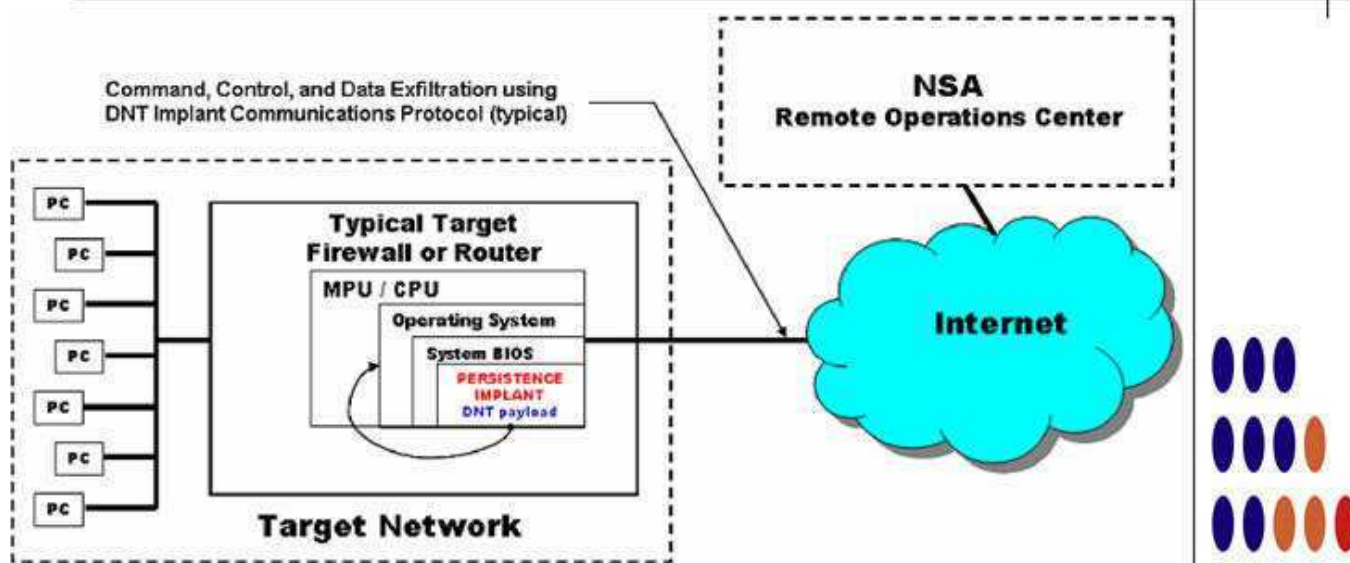 Command, Control, and Data Exfiltration using
DNT Implant Communications Protocol (typical)
NSA
Remote Operations Center
PC
PC
PC
PC
PC
PC
PC
Typical Target
Firewall or Router
MPU / CPU
Operating System
System BIOS
PERSISTENCE
IMPLANT
DNT payload
Internet
Target Network